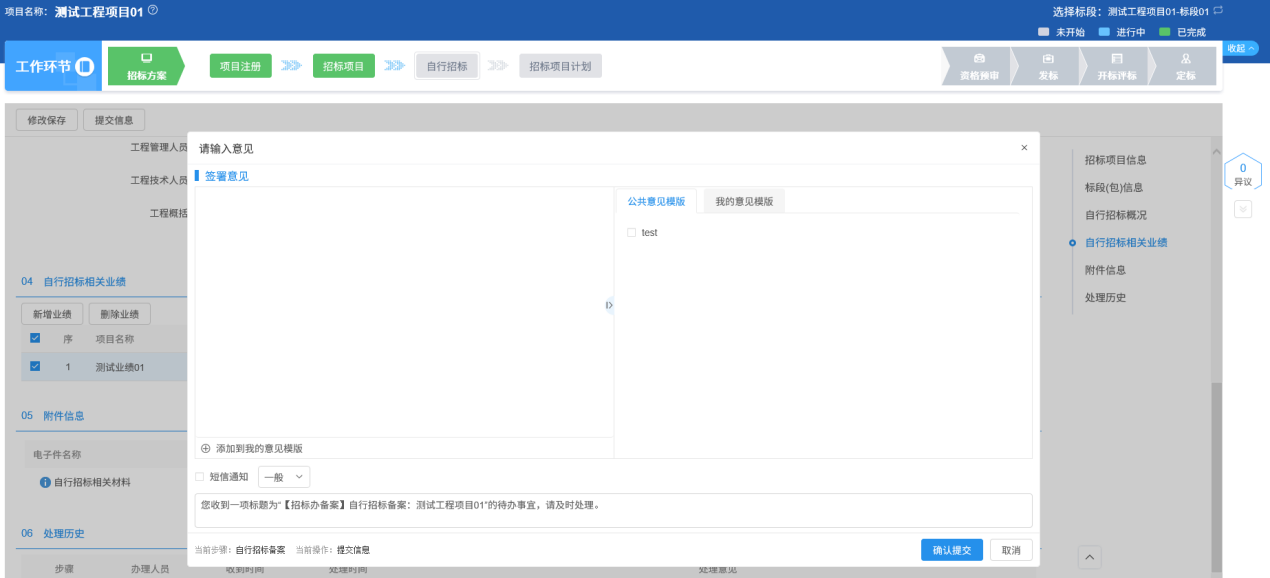 项目名称: 测试工程项目01
选择标段: 测试工程项目01-标段01
未开始 进行中 已完成
收起
工作环节
招标方案
项目注册
招标项目
自行招标
招标项目计划
资格预审
发标
开标评标
定标
修改保存
提交信息
工程管理人员
工程技术人员
工程概括
04 自行招标相关业绩
新增业绩
删除业绩
序 项目名称
1 测试业绩01
05 附件信息
电子件名称
自行招标相关材料
06 处理历史
步骤 办理人员 收到时间 处理时间 处理意见
请输入意见
签署意见
公共意见模版
我的意见模版
test
添加到我的意见模版
短信通知 一般
您收到一项标题为“【招标办备案】自行招标备案：测试工程项目01”的待办事宜，请及时处理。
当前步骤：自行招标备案 当前操作：提交信息
确认提交
取消
招标项目信息
标段(包)信息
自行招标概况
自行招标相关业绩
附件信息
处理历史
0
异议